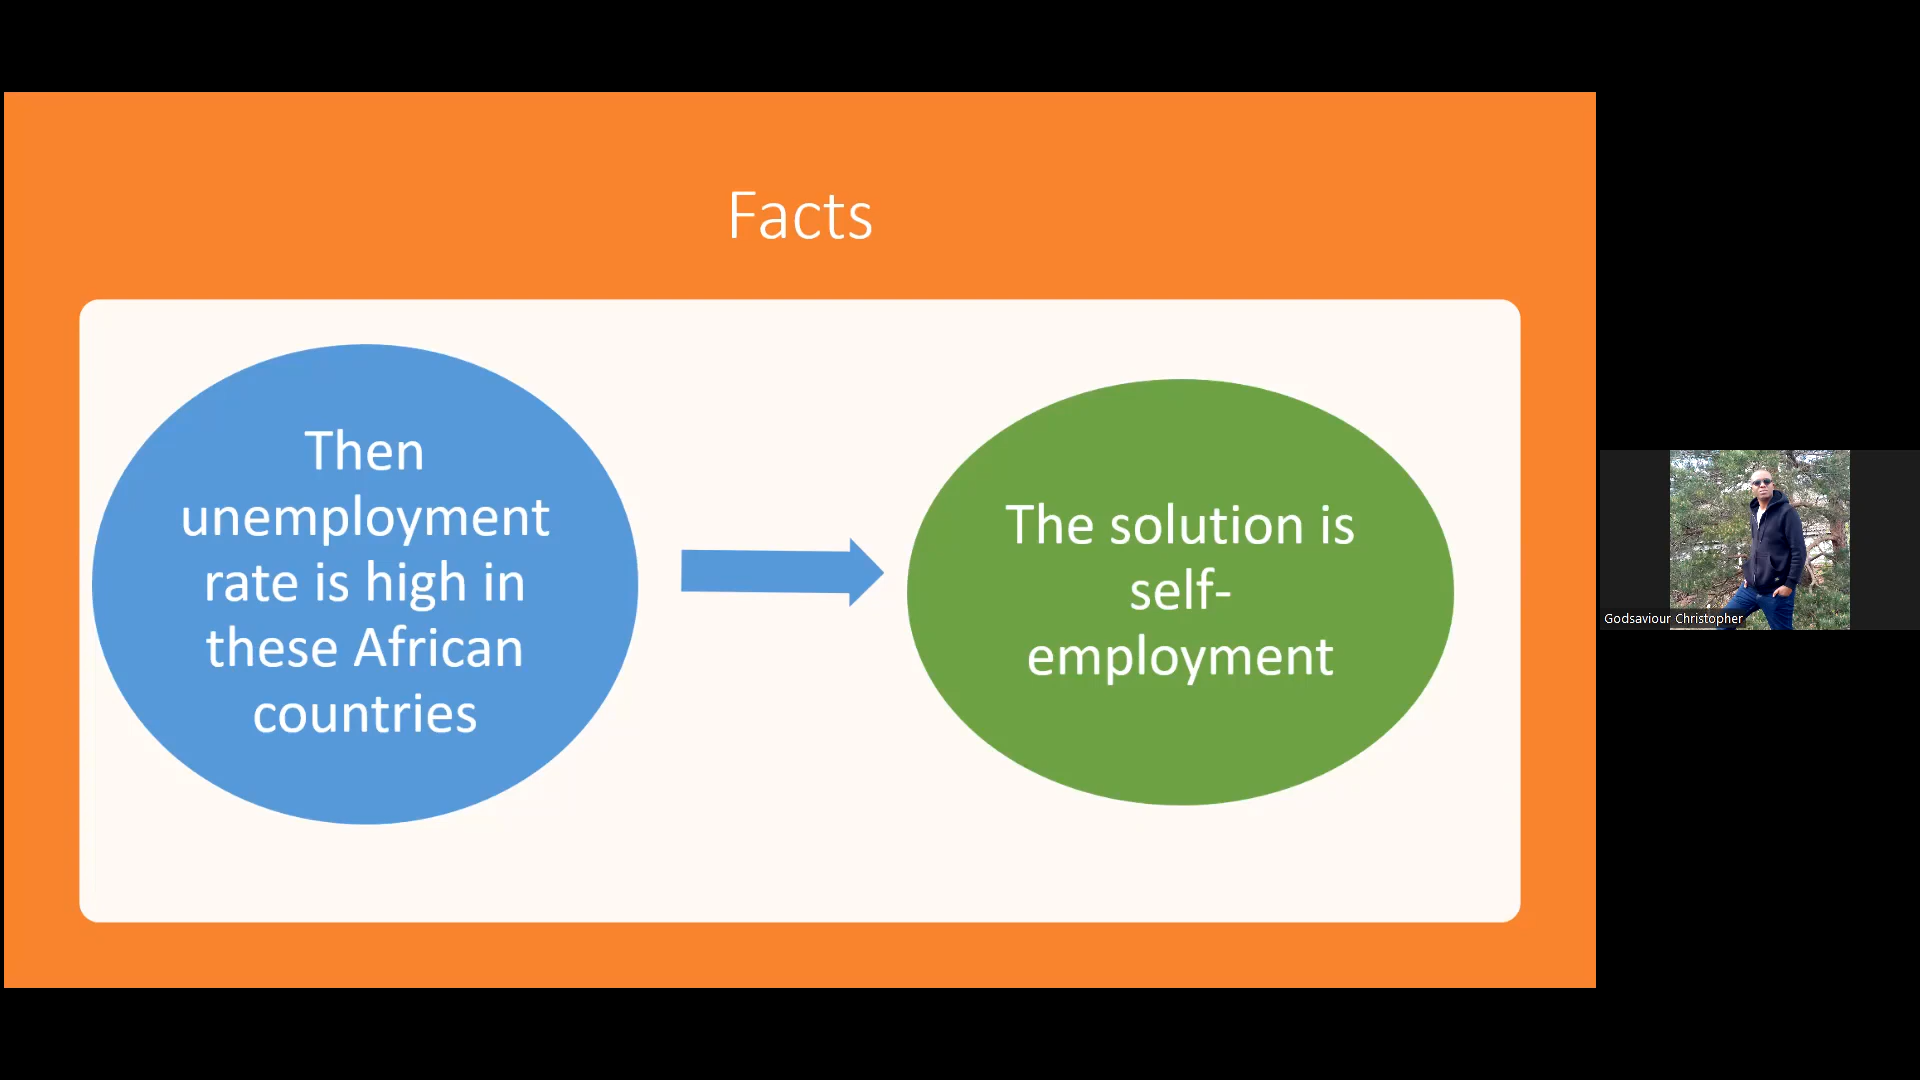 Facts
Then
unemployment
rate is high in
these African
countries
The solution is
self-
employment
Godsaviour Christopher